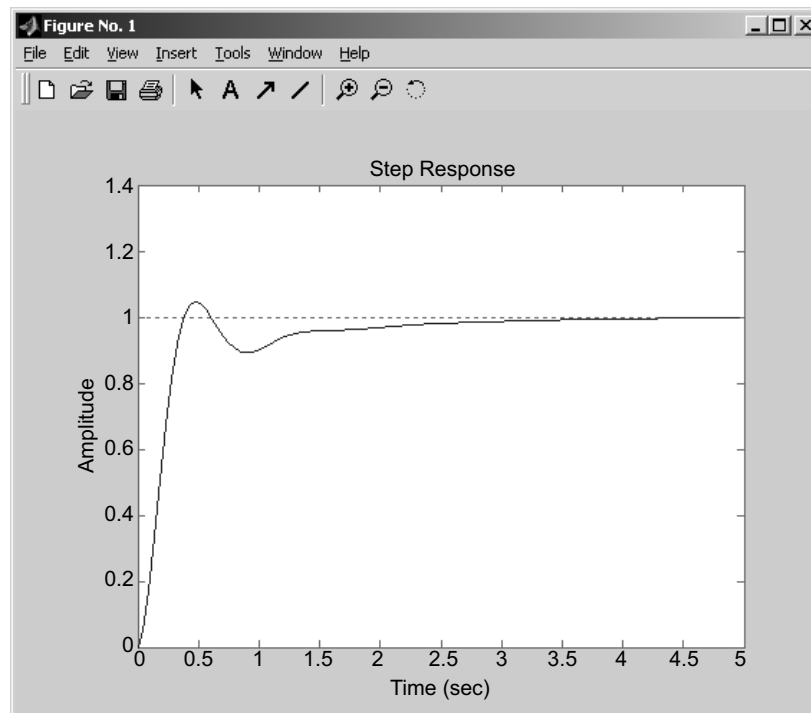 Figure No. 1
File Edit View Insert Tools Window Help
A
Step Response
1.4
1.2
1
0.8
0.6
0.4
0.2
0
Amplitude
0 0.5 1 1.5 2 2.5 3 3.5 4 4.5 5
Time (sec)